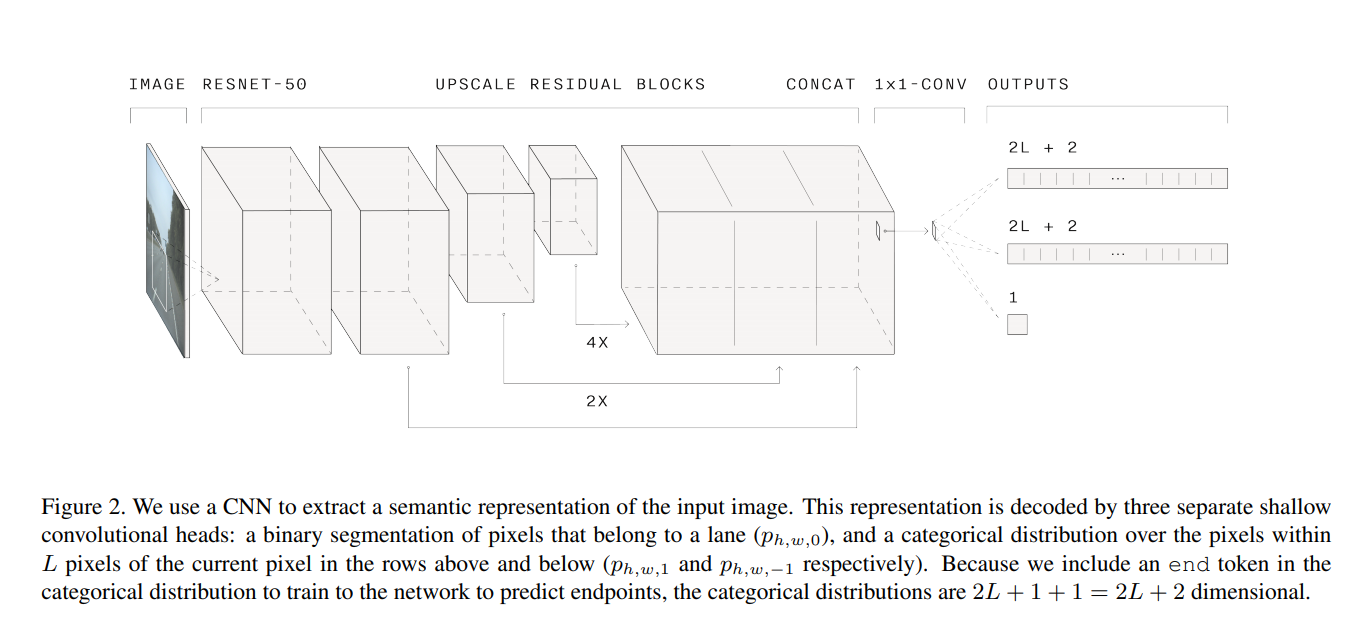 IMAGE RESNET-50 UPSCALE RESIDUAL BLOCKS CONCAT 1x1-CONV OUTPUTS
2L + 2
...
2L + 2
...
1
4X
2X
Figure 2. We use a CNN to extract a semantic representation of the input image. This representation is decoded by three separate shallow
convolutional heads: a binary segmentation of pixels that belong to a lane (p_{h,w,0}), and a categorical distribution over the pixels within
L pixels of the current pixel in the rows above and below (p_{h,w,1} and p_{h,w,−1} respectively). Because we include an end token in the
categorical distribution to train to the network to predict endpoints, the categorical distributions are 2L + 1 + 1 = 2L + 2 dimensional.